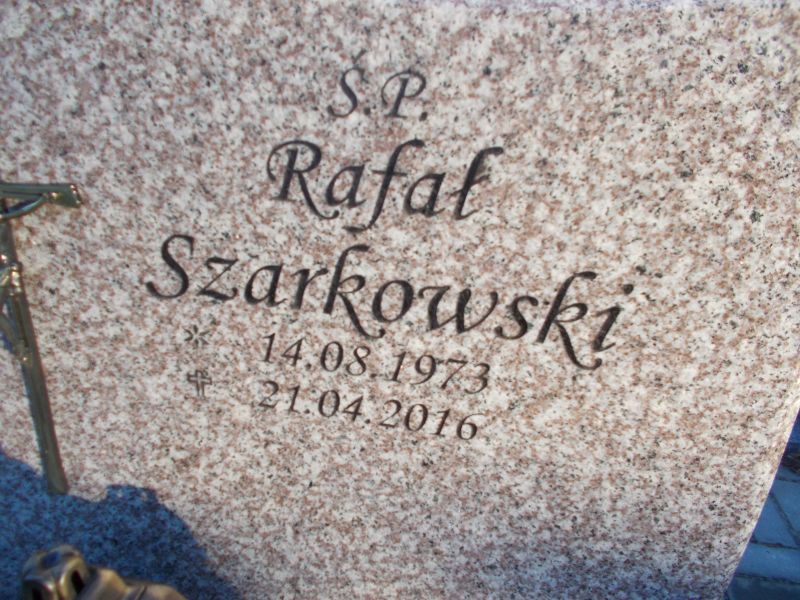 Ś.P.
Rafał
Szarkowski
14.08.1973
21.04.2016